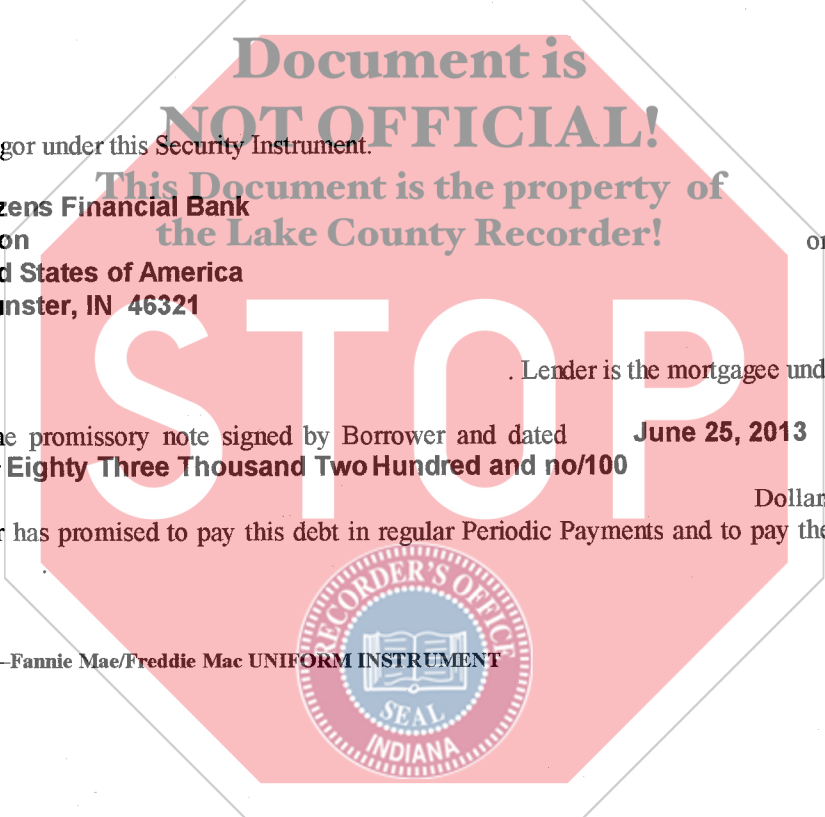 Document is
NOT OFFICIAL!
gor under this Security Instrument.
This Document is the property of
zens Financial Bank
the Lake County Recorder!
on
or
d States of America
nster, IN 46321
STOP
. Lender is the mortgagee und
e promissory note signed by Borrower and dated June 25, 2013
Eighty Three Thousand Two Hundred and no/100
Dollar
r has promised to pay this debt in regular Periodic Payments and to pay the
RECORDER'S OFFICE
–Fannie Mae/Freddie Mac UNIFORM INSTRUMENT
SEAL
INDIANA